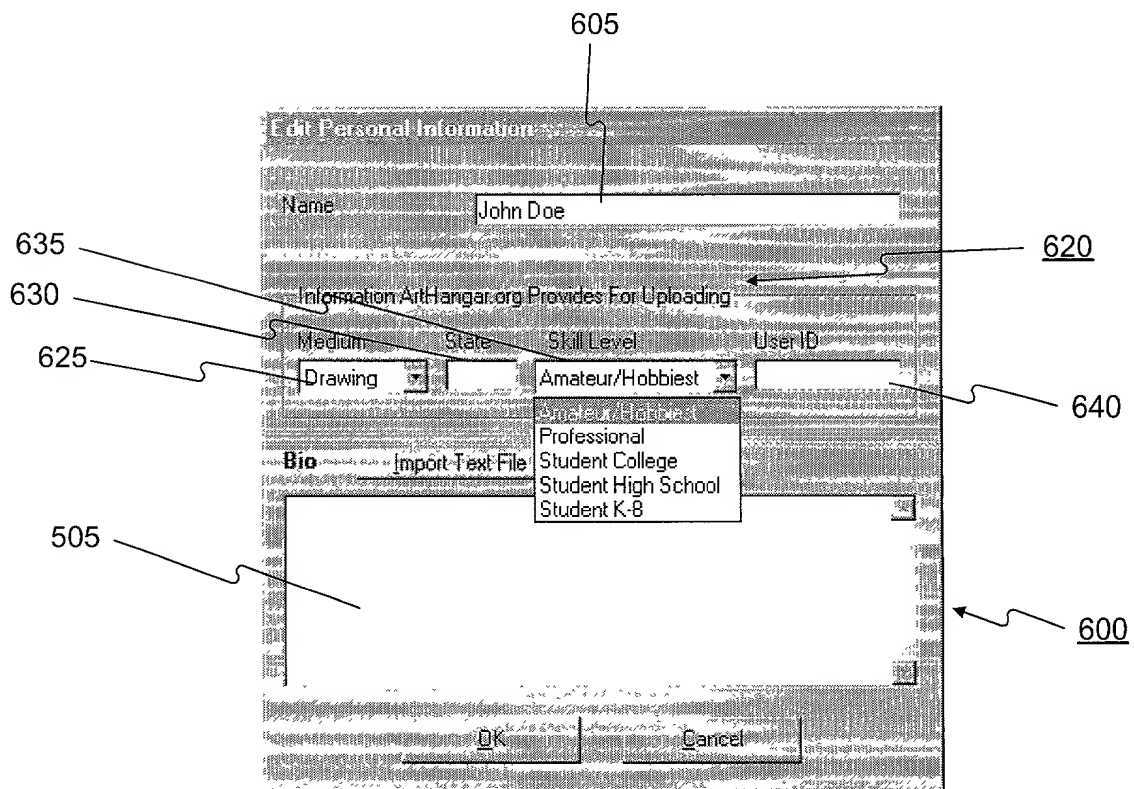 605
Edit Personal Information
Name John Doe
635
620
630
Information ArtHangar.org Provides For Uploading
625
Medium State Skill Level User ID
Drawing Amateur/Hobbiest
640
Amateur/Hobbiest
Professional
Bio Import Text File
Student College
Student High School
Student K-8
505
600
OK Cancel